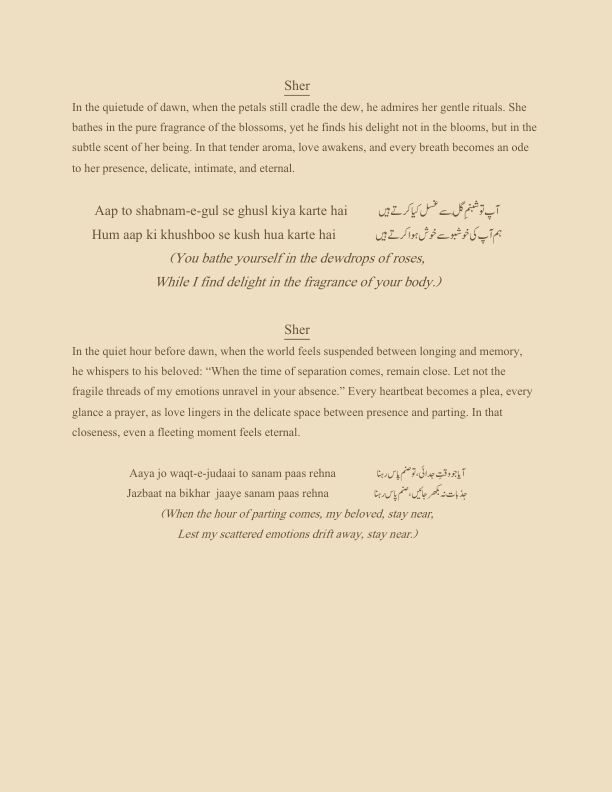 Sher
In the quietude of dawn, when the petals still cradle the dew, he admires her gentle rituals. She
bathes in the pure fragrance of the blossoms, yet he finds his delight not in the blooms, but in the
subtle scent of her being. In that tender aroma, love awakens, and every breath becomes an ode
to her presence, delicate, intimate, and eternal.
Aap to shabnam-e-gul se ghusl kiya karte hai آپ تو شبنمِ گل سے غسل کیا کرتے ہیں
Hum aap ki khushboo se kush hua karte hai ہم آپ کی خوشبو سے خوش ہوا کرتے ہیں
(You bathe yourself in the dewdrops of roses,
While I find delight in the fragrance of your body.)
Sher
In the quiet hour before dawn, when the world feels suspended between longing and memory,
he whispers to his beloved: “When the time of separation comes, remain close. Let not the
fragile threads of my emotions unravel in your absence.” Every heartbeat becomes a plea, every
glance a prayer, as love lingers in the delicate space between presence and parting. In that
closeness, even a fleeting moment feels eternal.
Aaya jo waqt-e-judaai to sanam paas rehna آیا جو وقتِ جدائی، تو صنم پاس رہنا
Jazbaat na bikhar jaaye sanam paas rehna جذبات نہ بکھر جائیں، صنم پاس رہنا
(When the hour of parting comes, my beloved, stay near,
Lest my scattered emotions drift away, stay near.)